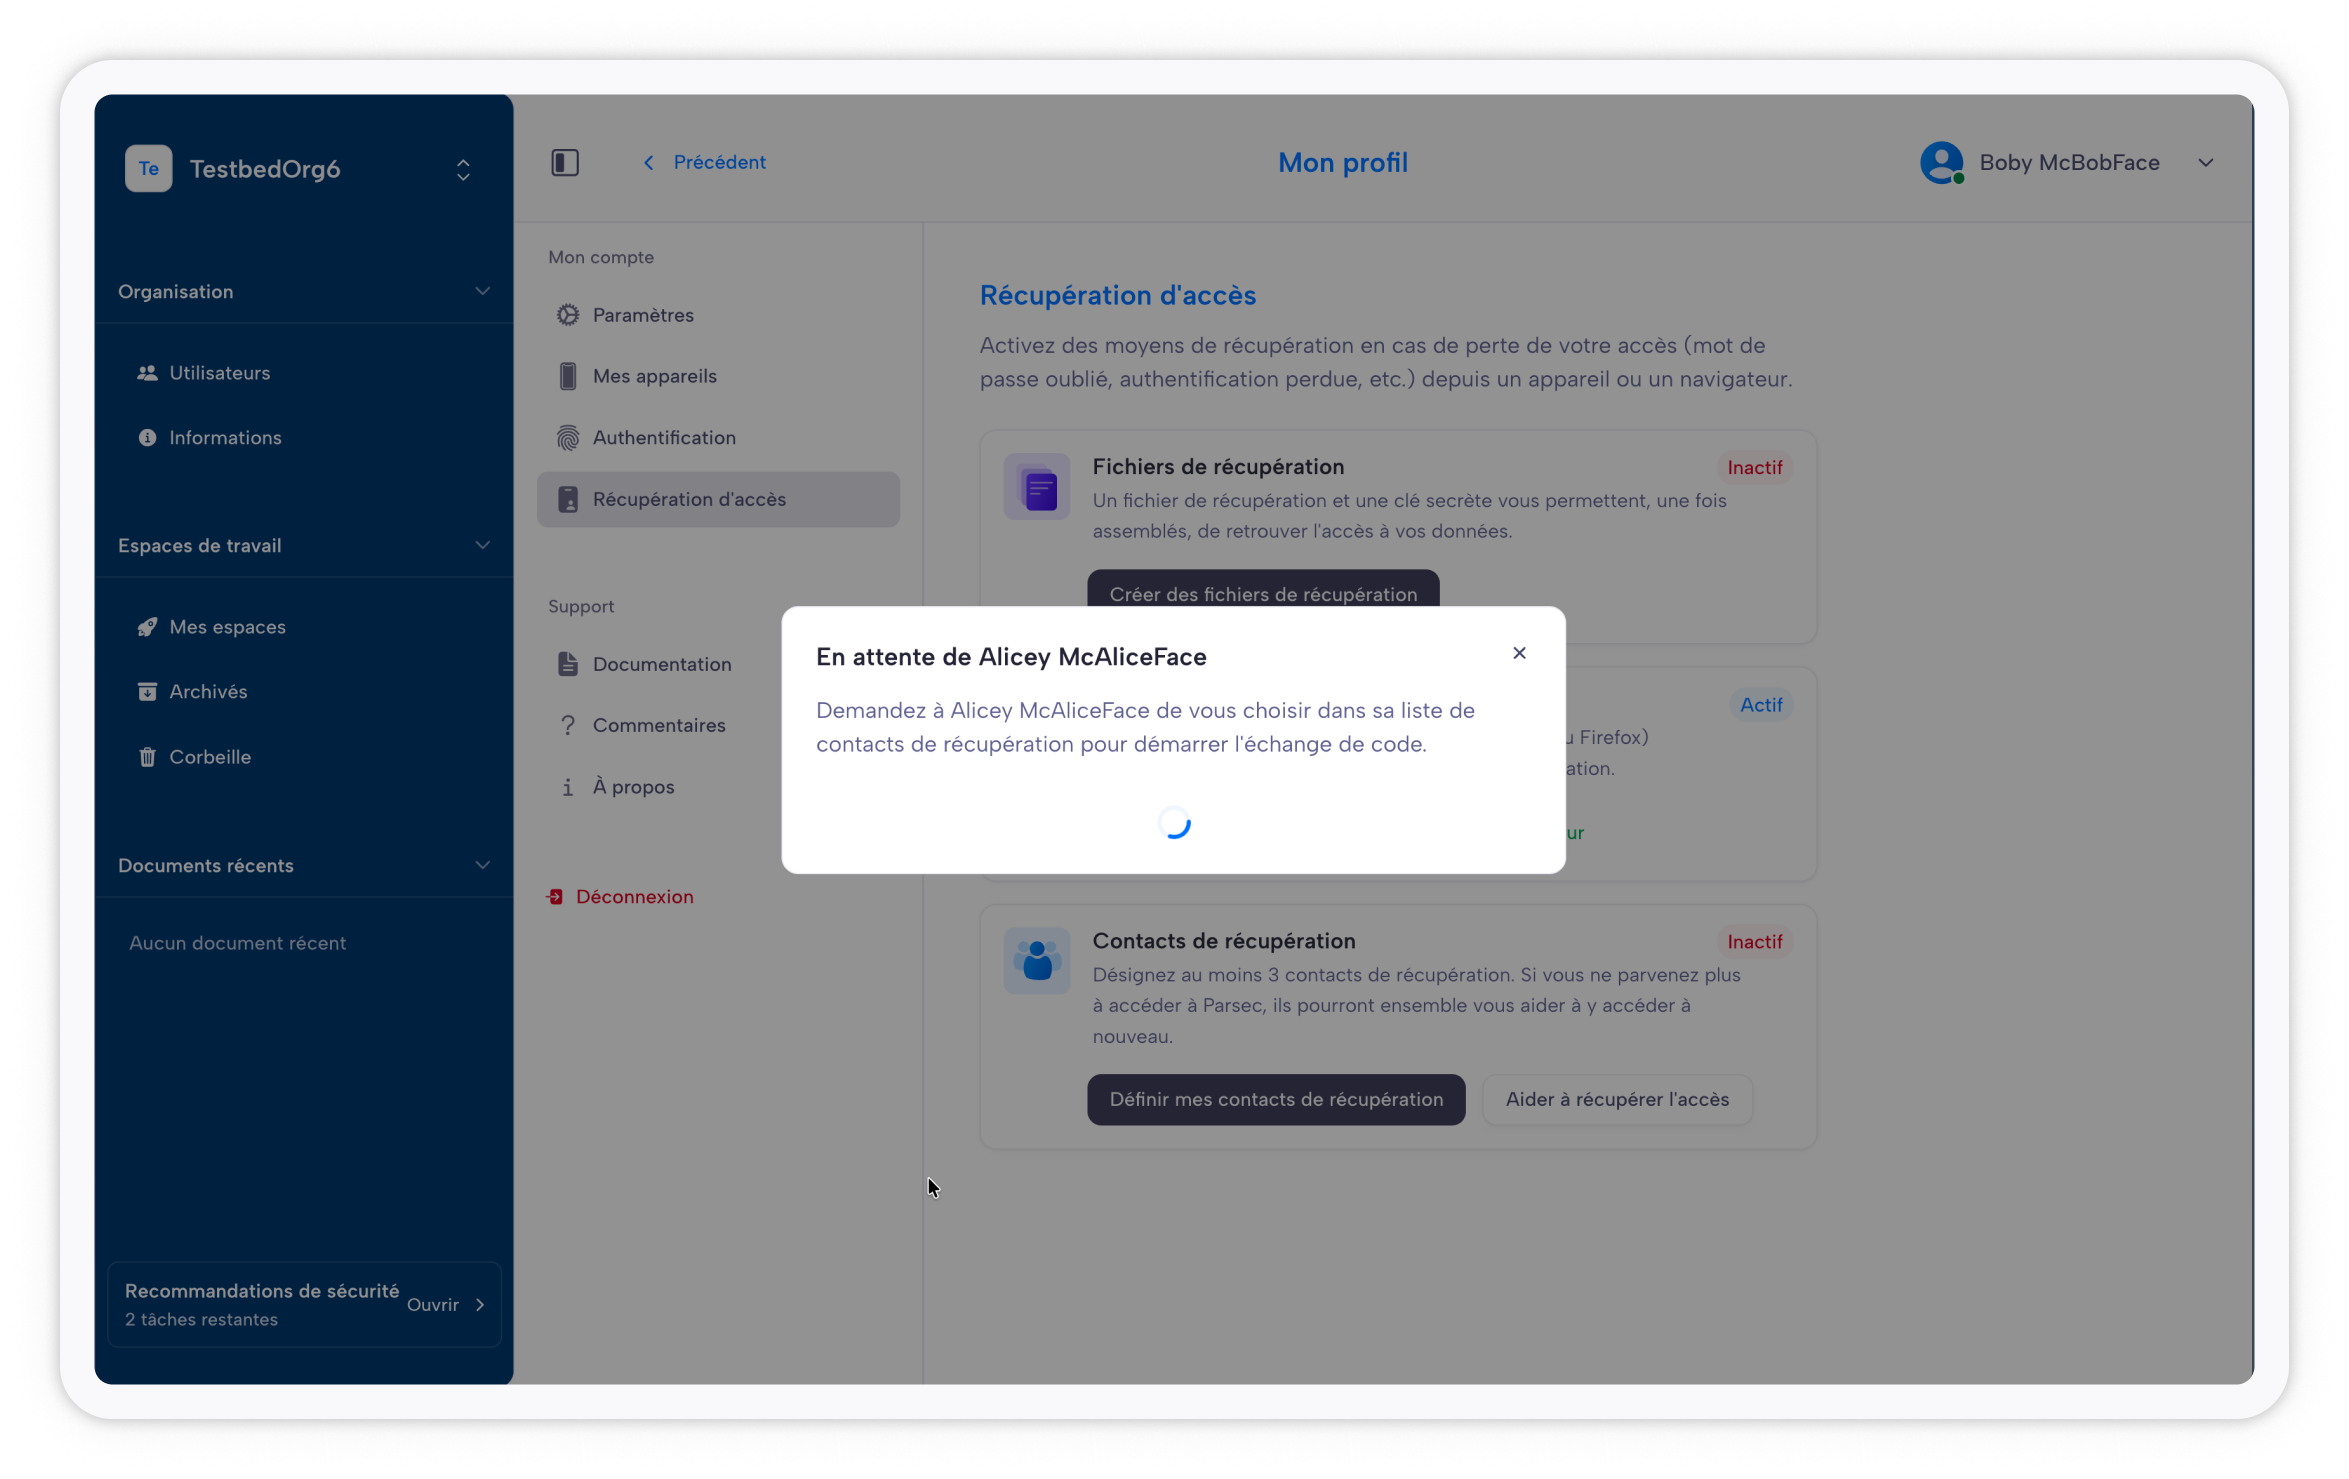 Te TestbedOrg6
Organisation
Utilisateurs
Informations
Espaces de travail
Mes espaces
Archivés
Corbeille
Documents récents
Aucun document récent
Recommandations de sécurité
2 tâches restantes
Ouvrir
Précédent
Mon profil
Boby McBobFace
Mon compte
Paramètres
Mes appareils
Authentification
Récupération d'accès
Support
Documentation
Commentaires
À propos
Déconnexion
Récupération d'accès
Activez des moyens de récupération en cas de perte de votre accès (mot de
passe oublié, authentification perdue, etc.) depuis un appareil ou un navigateur.
Fichiers de récupération
Inactif
Un fichier de récupération et une clé secrète vous permettent, une fois
assemblés, de retrouver l'accès à vos données.
Créer des fichiers de récupération
En attente de Alicey McAliceFace
Demandez à Alicey McAliceFace de vous choisir dans sa liste de
contacts de récupération pour démarrer l'échange de code.
Actif
Firefox)
Contacts de récupération
Inactif
Désignez au moins 3 contacts de récupération. Si vous ne parvenez plus
à accéder à Parsec, ils pourront ensemble vous aider à y accéder à
nouveau.
Définir mes contacts de récupération
Aider à récupérer l'accès